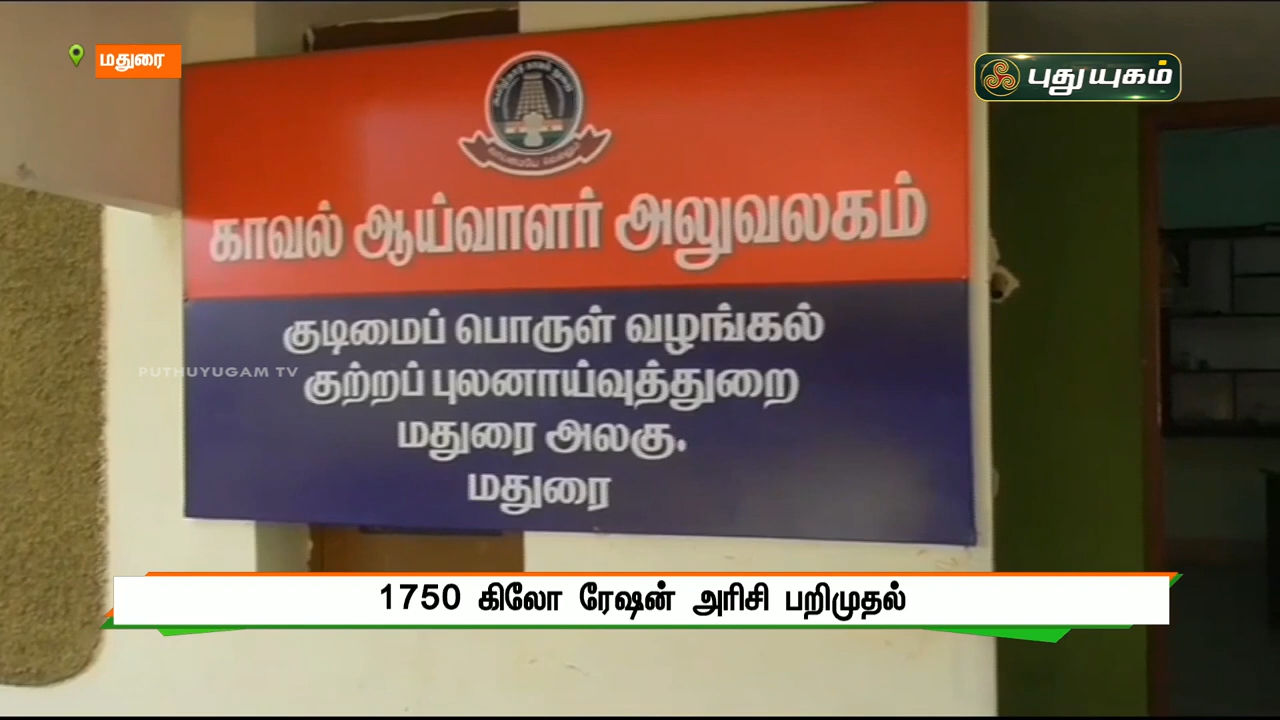 மதுரை
புதுயுகம்
காவல் ஆய்வாளர் அலுவலகம்
குடிமைப் பொருள் வழங்கல்
PUTHUYUGAM TV
குற்றப் புலனாய்வுத்துறை
மதுரை அலகு.
மதுரை
1750 கிலோ ரேஷன் அரிசி பறிமுதல்